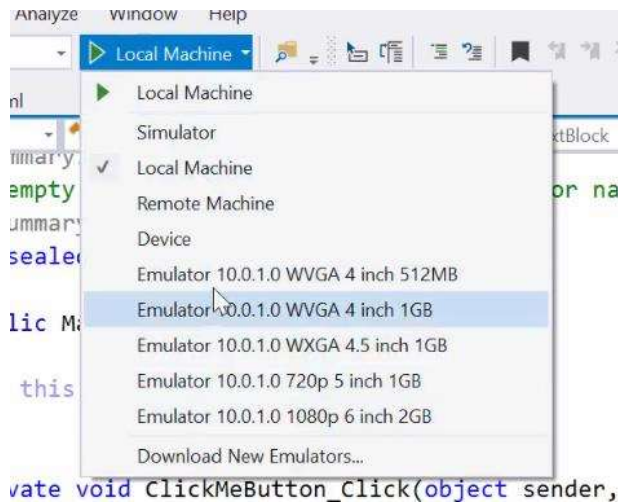 Analyze Window Help
Local Machine
Local Machine
Simulator
Local Machine
Remote Machine
Device
Emulator 10.0.1.0 WVGA 4 inch 512MB
Emulator 10.0.1.0 WVGA 4 inch 1GB
Emulator 10.0.1.0 WXGA 4.5 inch 1GB
Emulator 10.0.1.0 720p 5 inch 1GB
Emulator 10.0.1.0 1080p 6 inch 2GB
Download New Emulators...
empty or na
this
vate void ClickMeButton_Click(object sender,